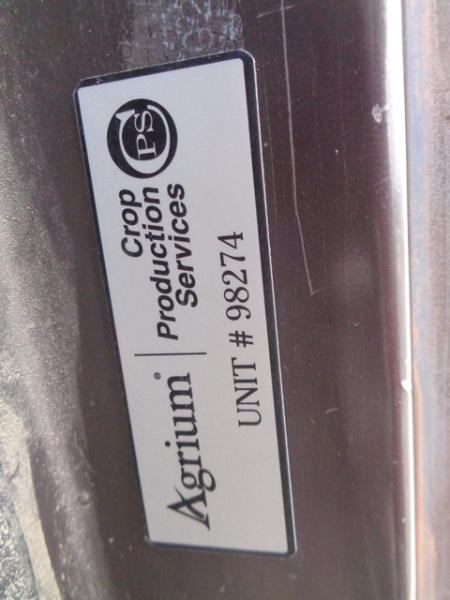 Agrium®
Crop
Production
Services
CPS
UNIT # 98274